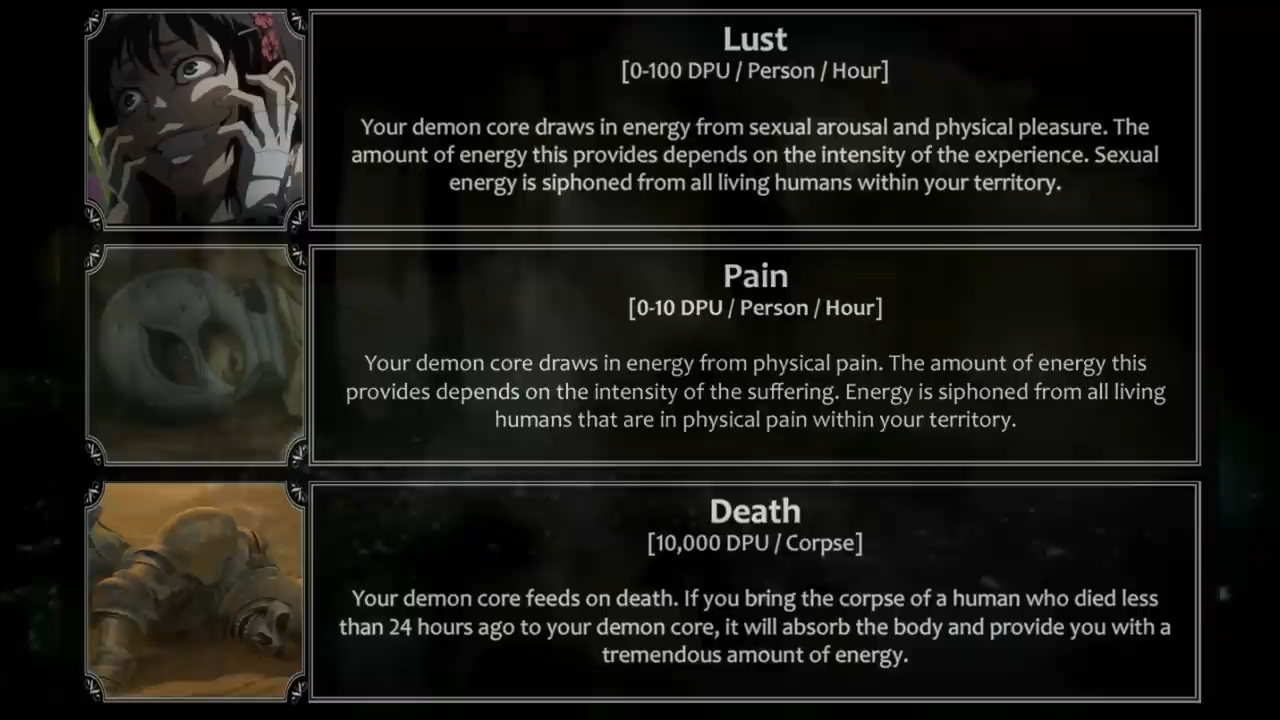 Lust
[0-100 DPU / Person / Hour]
Your demon core draws in energy from sexual arousal and physical pleasure. The
amount of energy this provides depends on the intensity of the experience. Sexual
energy is siphoned from all living humans within your territory.
Pain
[0-10 DPU / Person / Hour]
Your demon core draws in energy from physical pain. The amount of energy this
provides depends on the intensity of the suffering. Energy is siphoned from all living
humans that are in physical pain within your territory.
Death
[10,000 DPU / Corpse]
Your demon core feeds on death. If you bring the corpse of a human who died less
than 24 hours ago to your demon core, it will absorb the body and provide you with a
tremendous amount of energy.